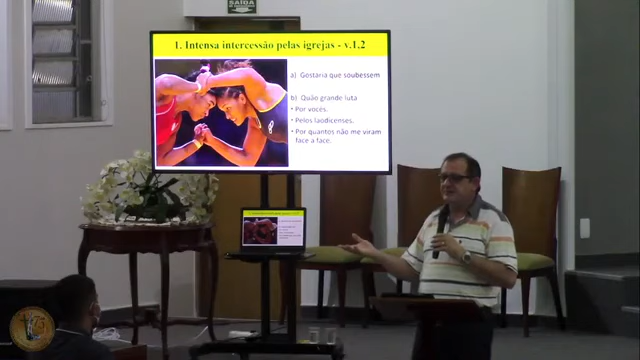 SAÍDA
1. Intensa intercessão pelas igrejas - v.1,2
a) Gostaria que soubessem
b) Quão grande luta
• Por vocês.
• Pelos laodicenses.
• Por quantos não me viram
face a face.